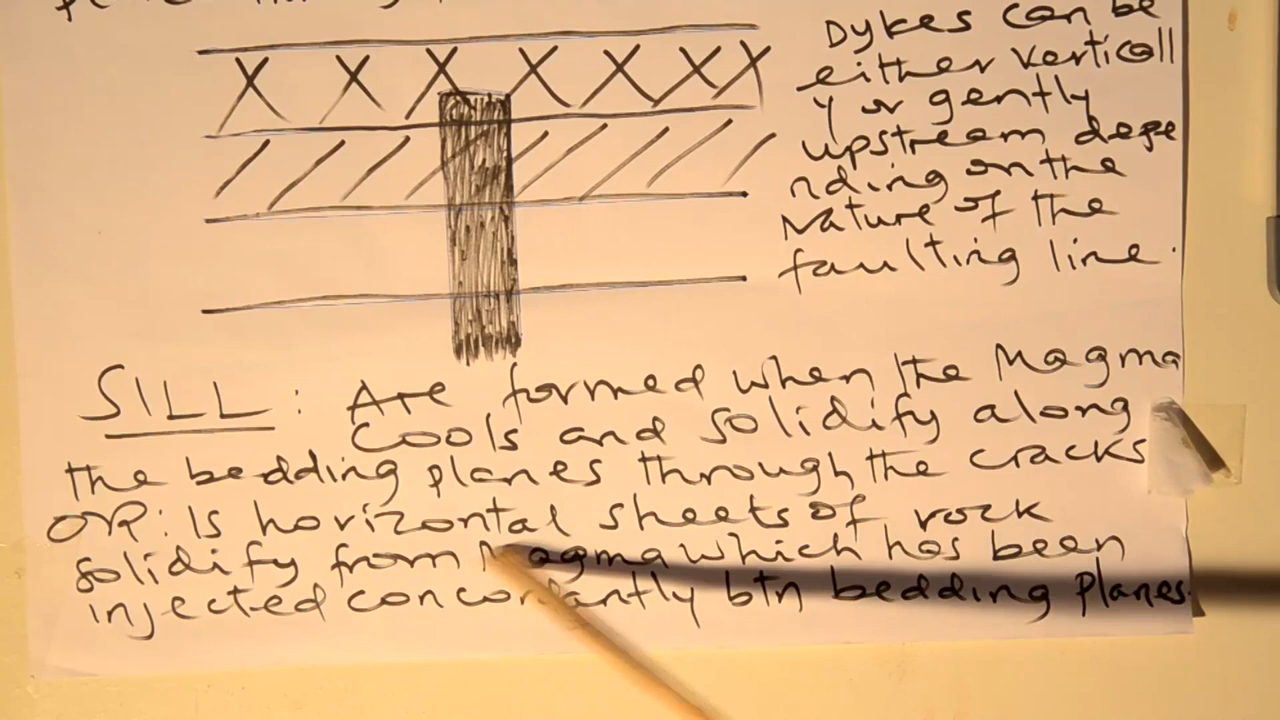 Dykes can be
either verticall
y or gently
upstream depe
nding on the
Nature of the
faulting line.
SILL: Are formed when the Magma
cools and solidify along
the bedding planes through the cracks
OR: Is horizontal sheets of rock
solidify from Magma which has been
injected concordantly btn bedding planes.